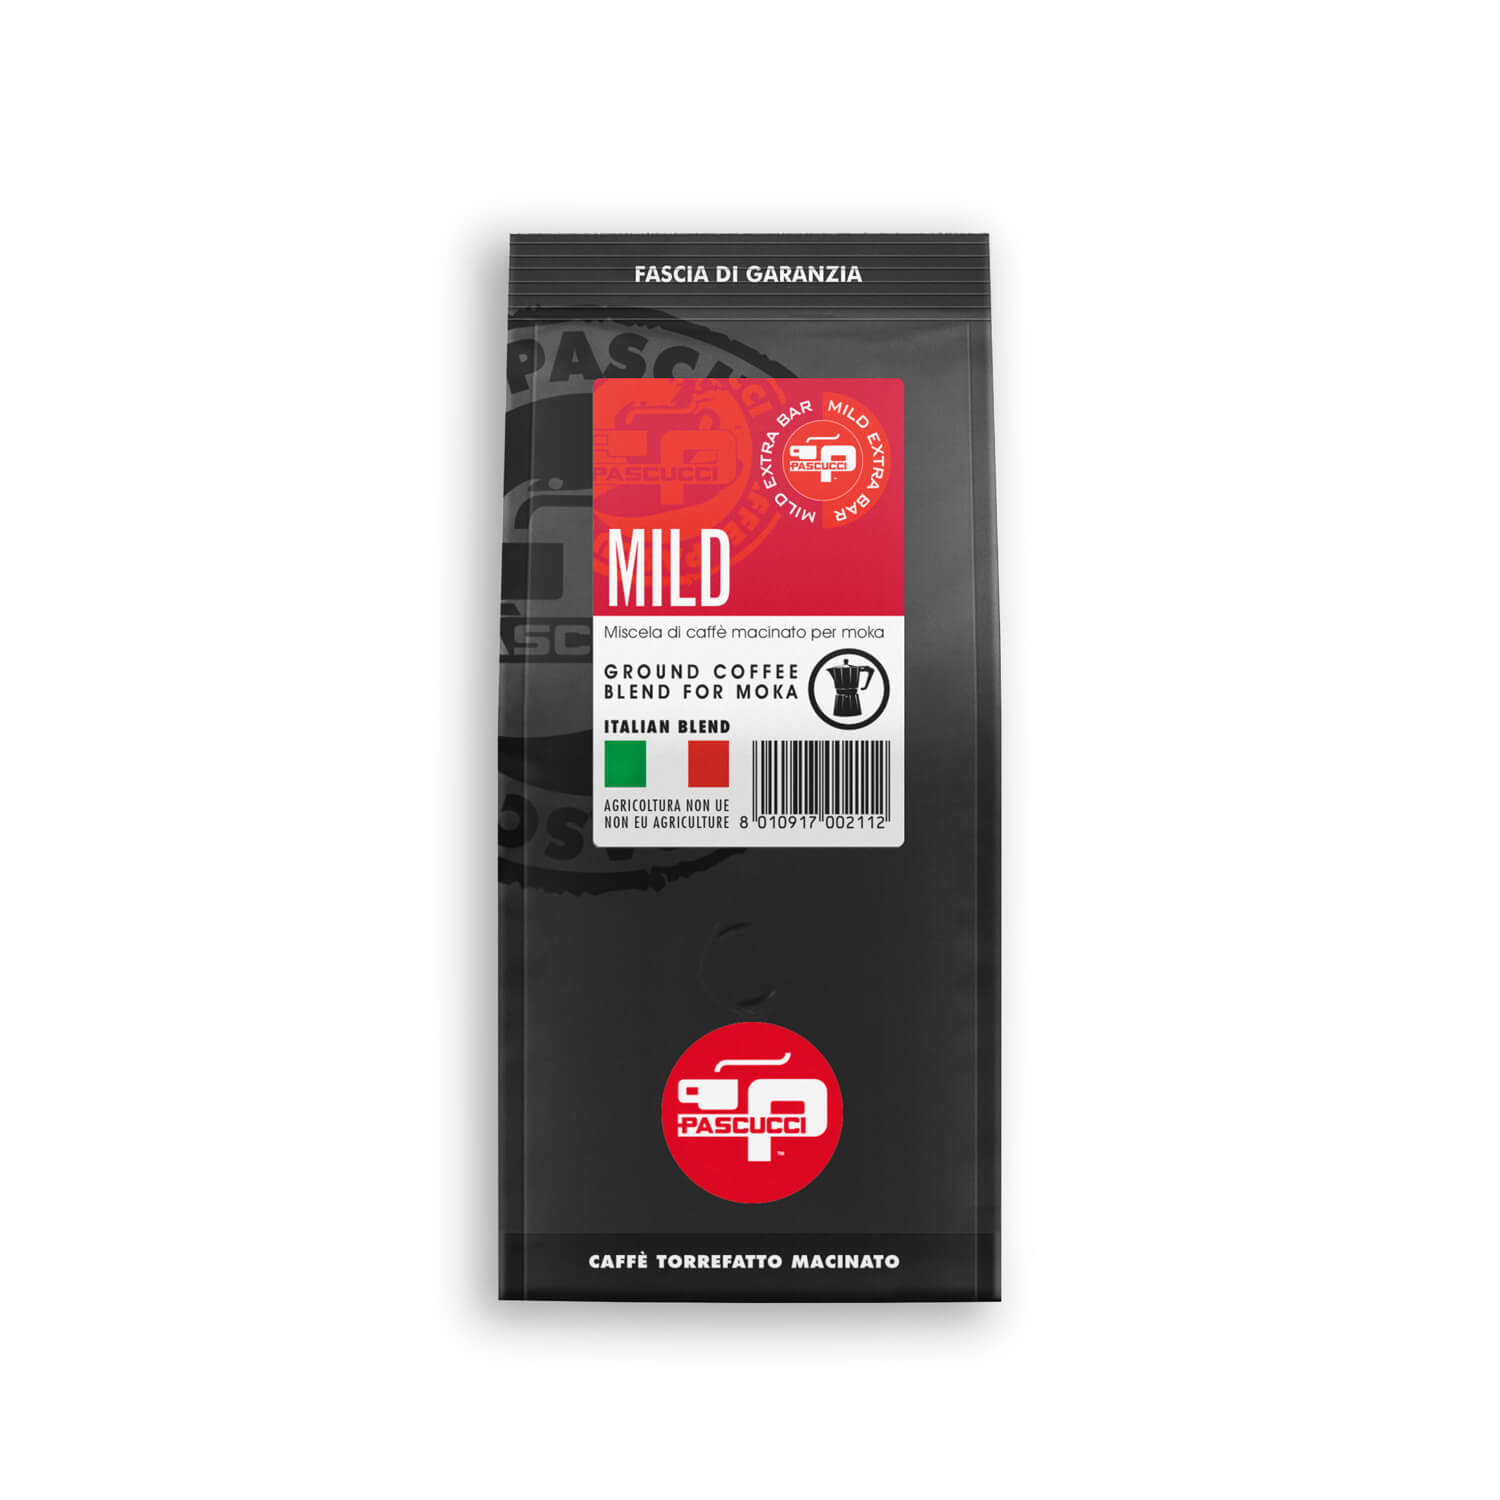 FASCIA DI GARANZIA
PASCUCCI
MILD EXTRA BAR MILD EXTRA BAR
PASCUCCI
PASCUCCI
MILD
Miscela di caffè macinato per moka
GROUND COFFEE
BLEND FOR MOKA
ITALIAN BLEND
AGRICOLTURA NON UE
NON EU AGRICULTURE
8 010917 002112
PASCUCCI
™
CAFFÈ TORREFATTO MACINATO